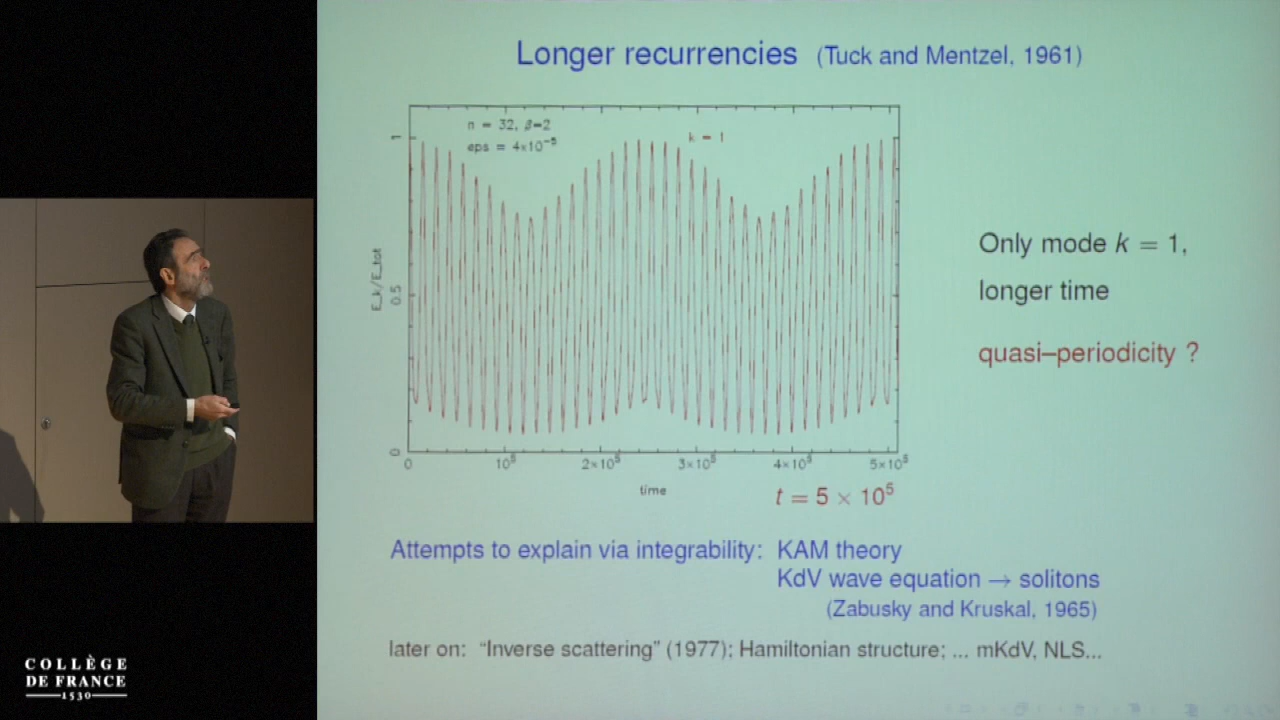 Longer recurrencies (Tuck and Mentzel, 1961)
n = 32, β=2
eps = 4×10⁻⁵
k = 1
1
0.5
0
E_k/E_tot
0 10⁵ 2×10⁵ 3×10⁵ 4×10⁵ 5×10⁵
time
t = 5 × 10⁵
Only mode k = 1,
longer time
quasi–periodicity ?
Attempts to explain via integrability: KAM theory
KdV wave equation → solitons
(Zabusky and Kruskal, 1965)
later on: “Inverse scattering” (1977); Hamiltonian structure; ... mKdV, NLS...
COLLÈGE
DE FRANCE
1530